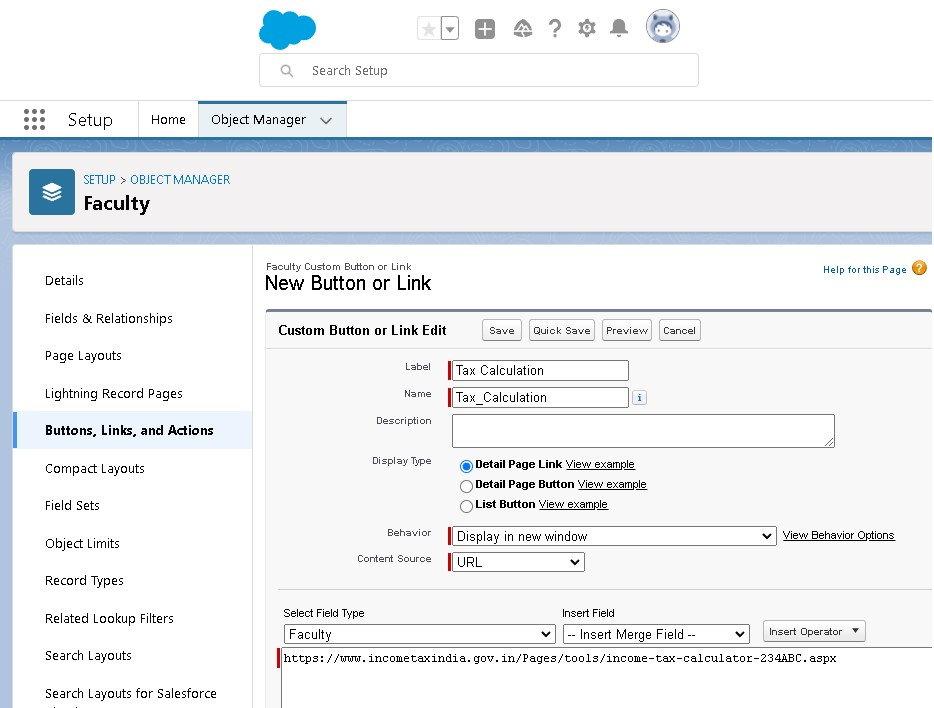 Search Setup
Setup
Home
Object Manager
SETUP > OBJECT MANAGER
Faculty
Details
Fields & Relationships
Page Layouts
Lightning Record Pages
Buttons, Links, and Actions
Compact Layouts
Field Sets
Object Limits
Record Types
Related Lookup Filters
Search Layouts
Search Layouts for Salesforce
Faculty Custom Button or Link
New Button or Link
Help for this Page ?
Custom Button or Link Edit
Save
Quick Save
Preview
Cancel
Label
Tax Calculation
Name
Tax_Calculation
i
Description
Display Type
Detail Page Link View example
Detail Page Button View example
List Button View example
Behavior
Display in new window
View Behavior Options
Content Source
URL
Select Field Type
Insert Field
Faculty
-- Insert Merge Field --
Insert Operator
https://www.incometaxindia.gov.in/Pages/tools/income-tax-calculator-234ABC.aspx